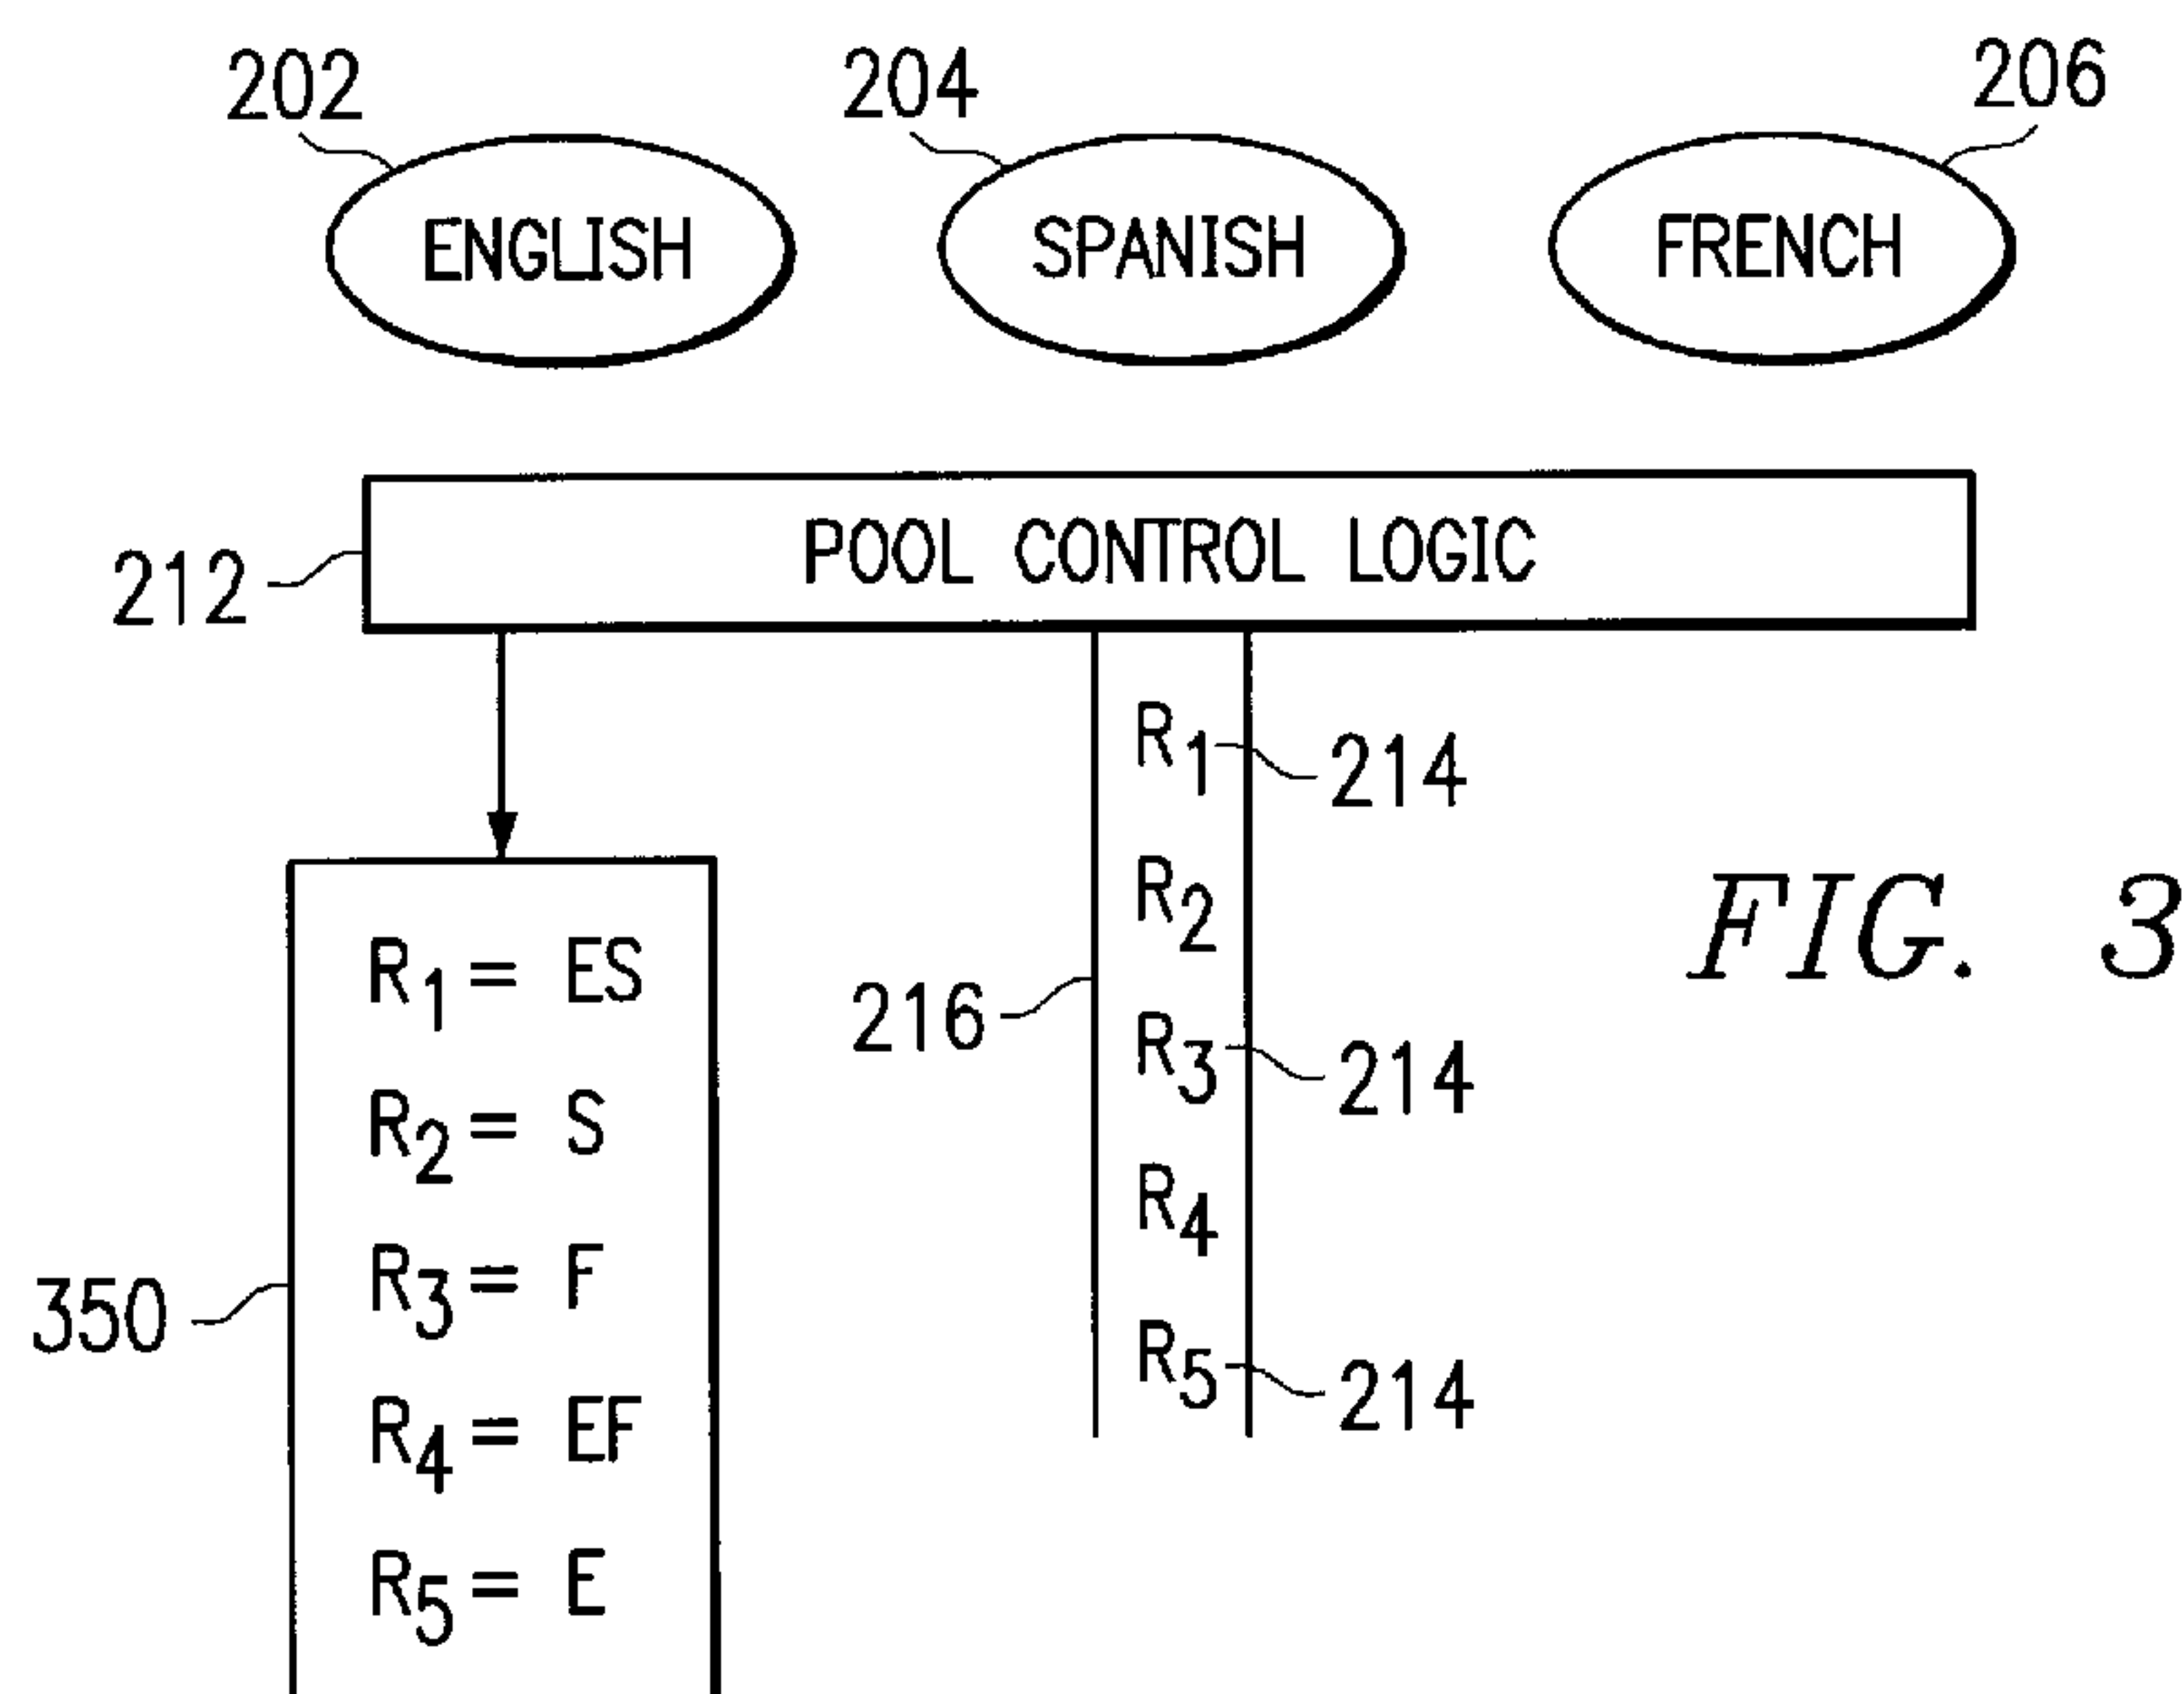 202 204 206
ENGLISH SPANISH FRENCH
212 POOL CONTROL LOGIC
R1 214
R2
216
R3 214
R4
R5 214
FIG. 3
350
R1 = ES
R2 = S
R3 = F
R4 = EF
R5 = E